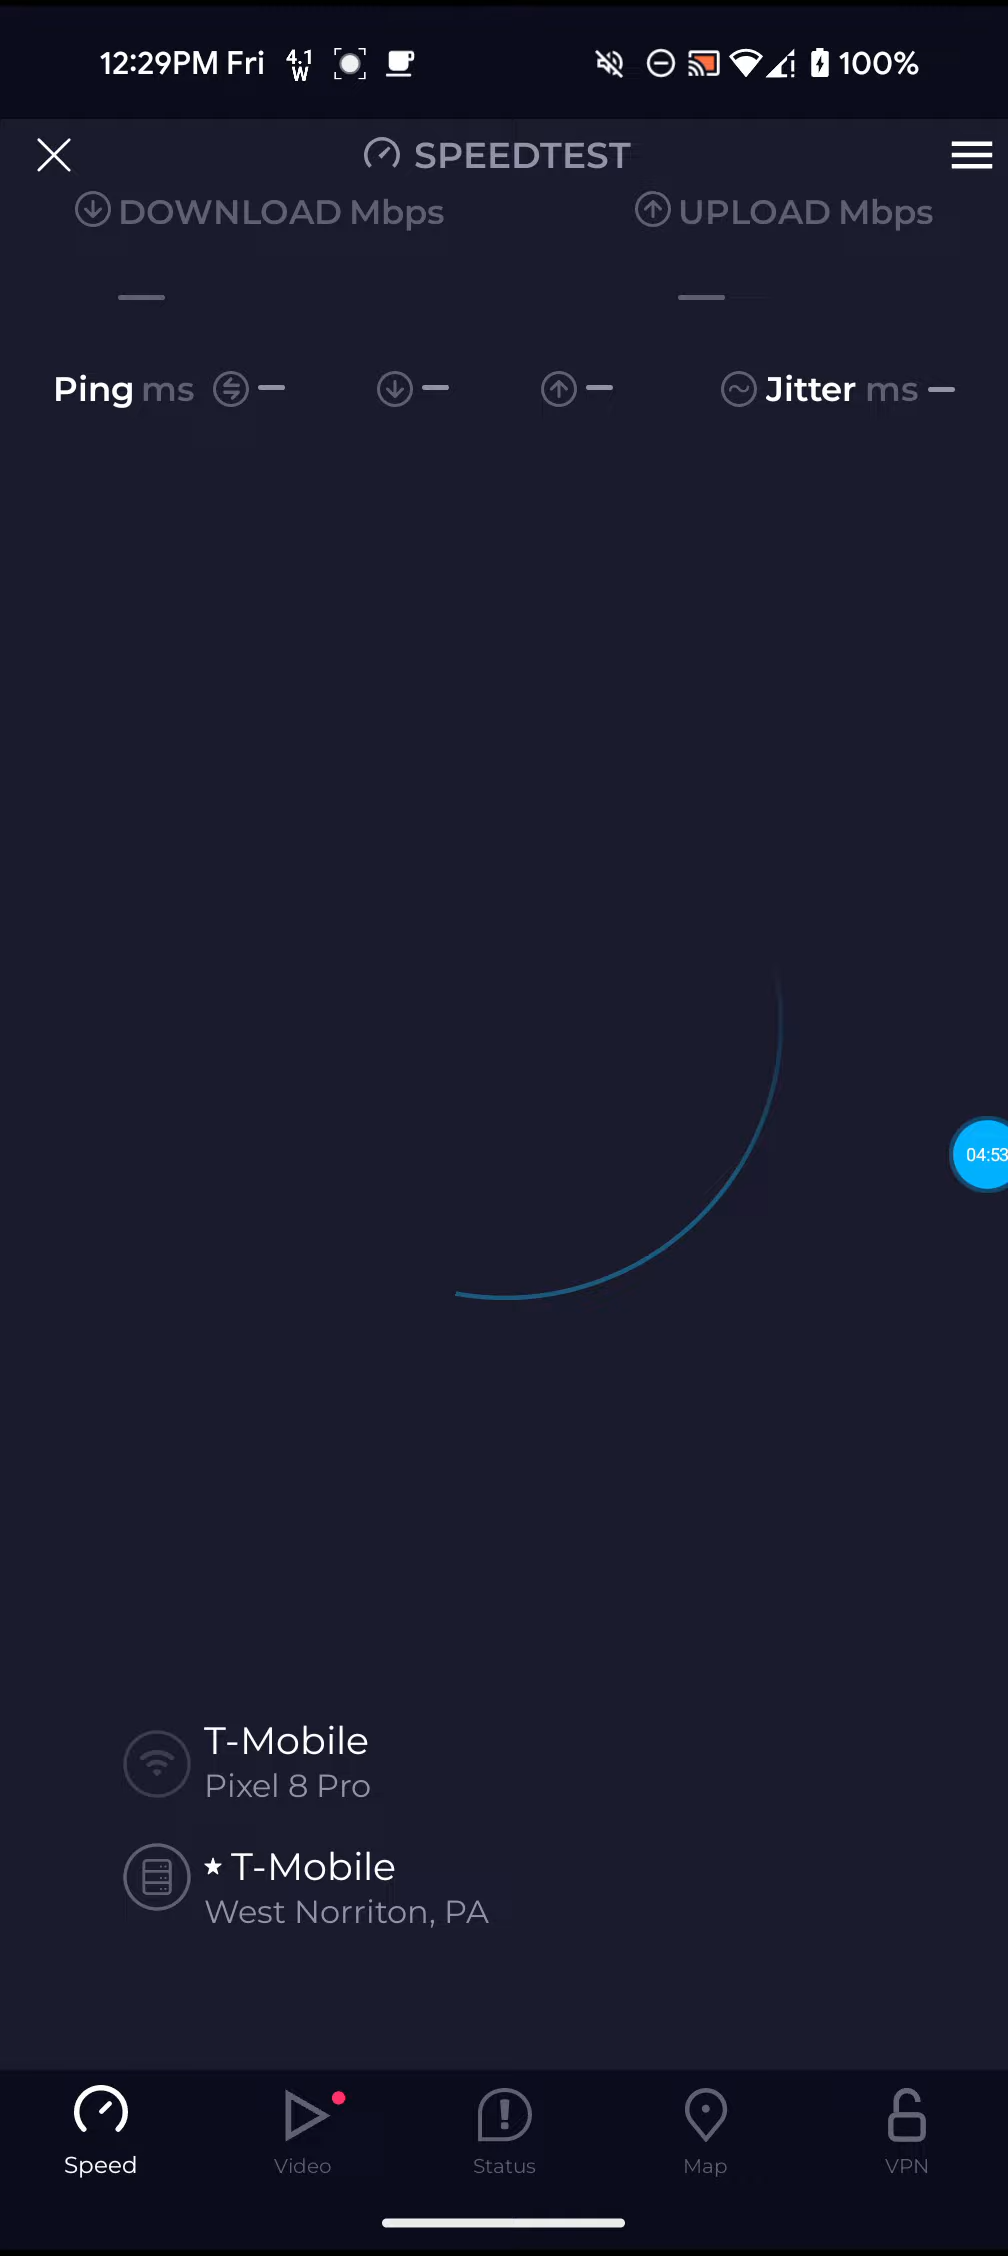 12:29PM Fri 4.1 W 100%
SPEEDTEST
DOWNLOAD Mbps UPLOAD Mbps
— —
Ping ms — — — Jitter ms —
04:53
T-Mobile
Pixel 8 Pro
★ T-Mobile
West Norriton, PA
Speed Video Status Map VPN